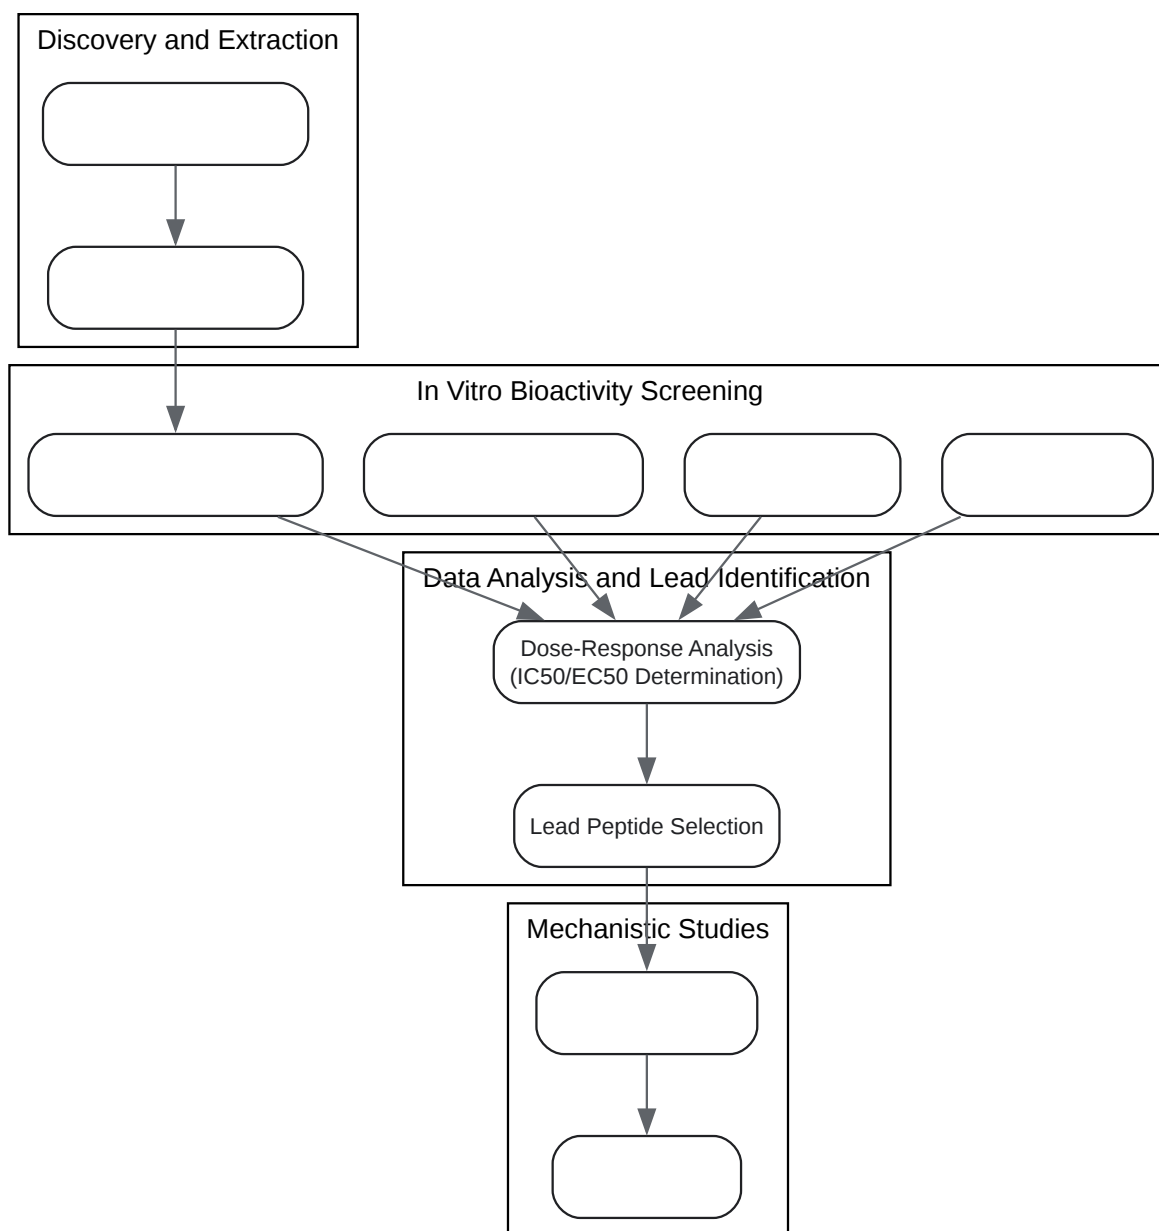 Discovery and Extraction
In Vitro Bioactivity Screening
Data Analysis and Lead Identification
Dose-Response Analysis
(IC50/EC50 Determination)
Lead Peptide Selection
Mechanistic Studies